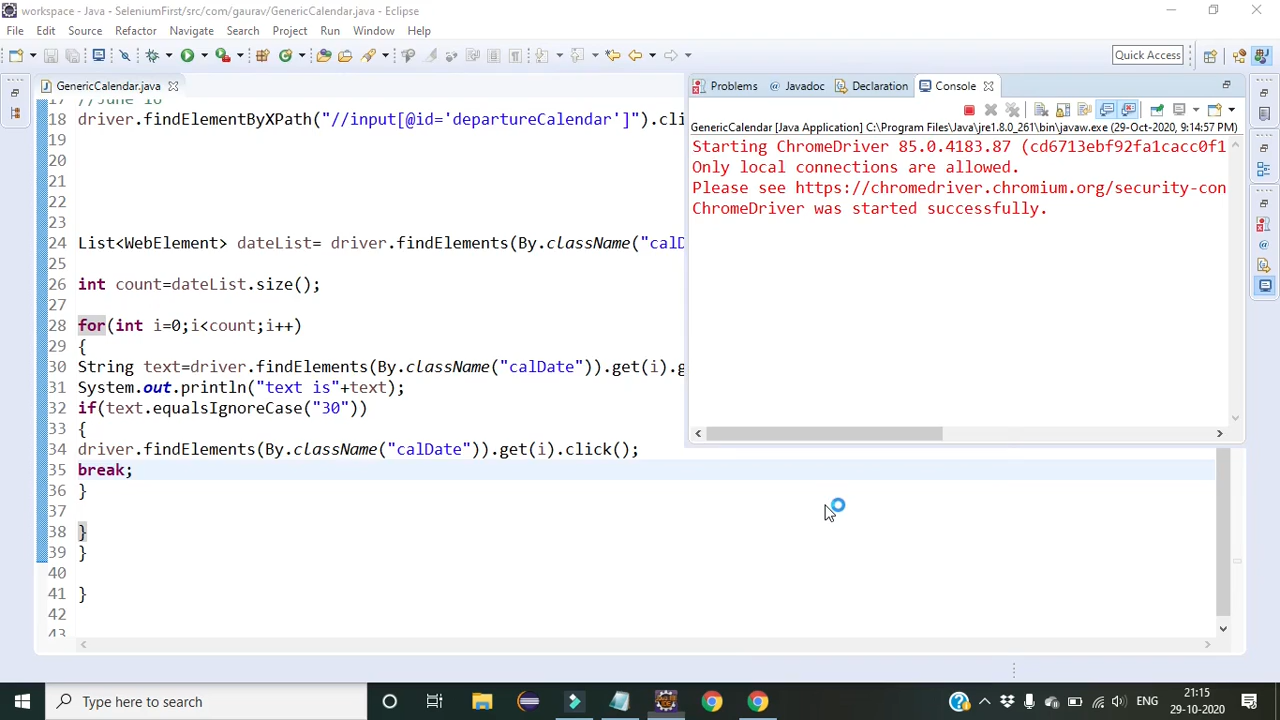 workspace - Java - SeleniumFirst/src/com/gaurav/GenericCalendar.java - Eclipse
File Edit Source Refactor Navigate Search Project Run Window Help
Quick Access
GenericCalendar.java
Problems @ Javadoc Declaration Console
GenericCalendar [Java Application] C:\Program Files\Java\jre1.8.0_261\bin\javaw.exe (29-Oct-2020, 9:14:57 PM)
Starting ChromeDriver 85.0.4183.87 (cd6713ebf92fa1cacc0f1
Only local connections are allowed.
Please see https://chromedriver.chromium.org/security-con
ChromeDriver was started successfully.
17 //June 16
18 driver.findElementByXPath("//input[@id='departureCalendar']").cli
19
20
21
22
23
24 List<WebElement> dateList= driver.findElements(By.className("calD
25
26 int count=dateList.size();
27
28 for(int i=0;i<count;i++)
29 {
30 String text=driver.findElements(By.className("calDate")).get(i).g
31 System.out.println("text is"+text);
32 if(text.equalsIgnoreCase("30"))
33 {
34 driver.findElements(By.className("calDate")).get(i).click();
35 break;
36 }
37
38 }
39 }
40
41 }
42
43
Type here to search
ENG
21:15
29-10-2020